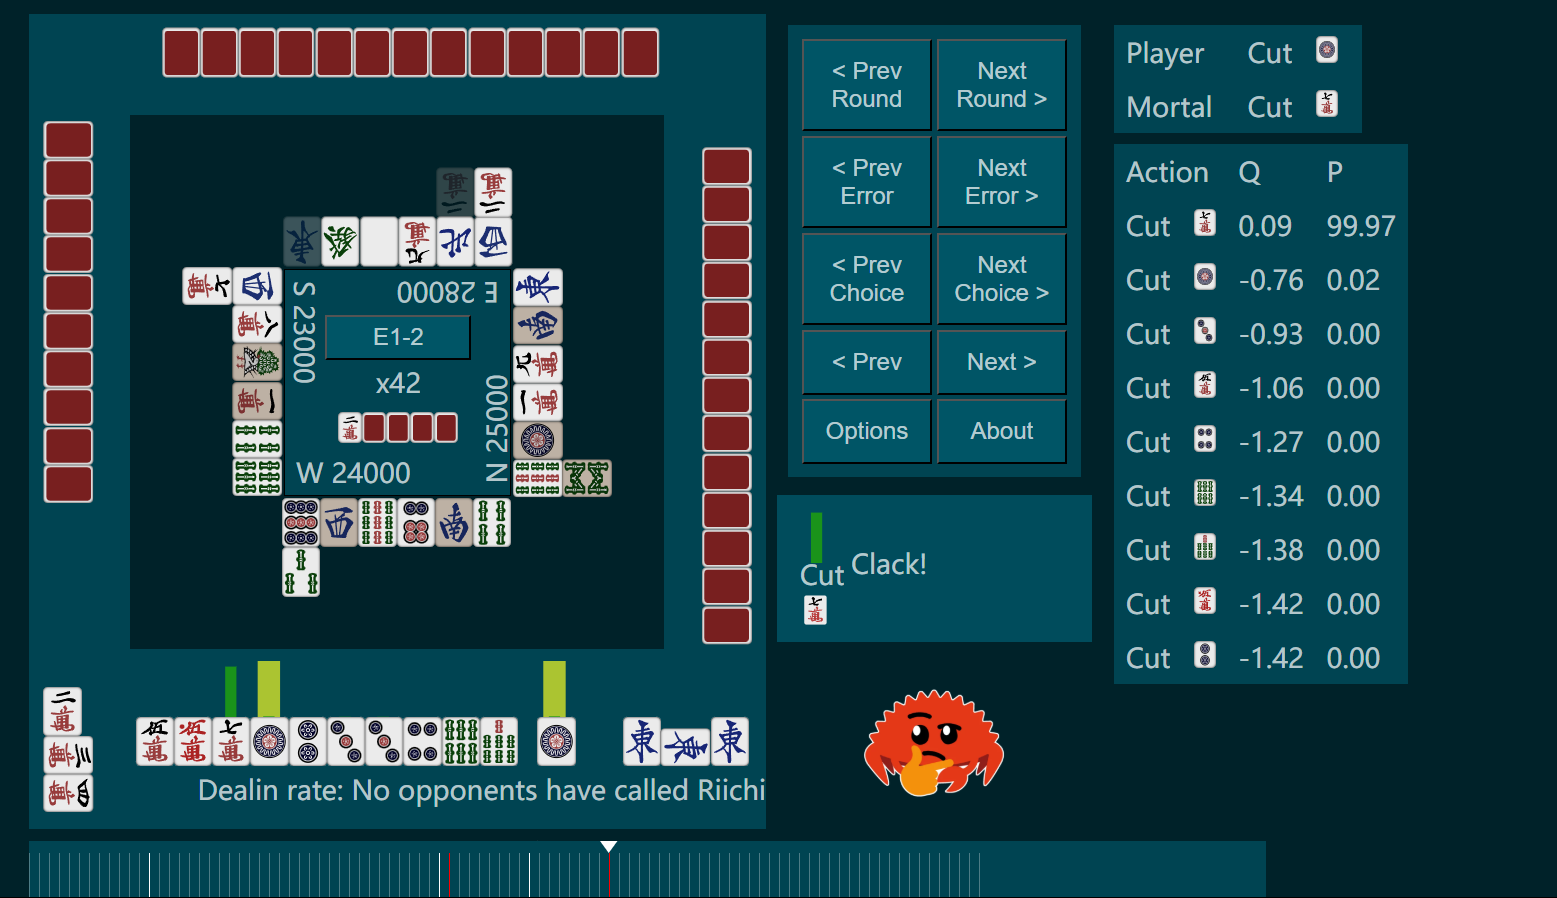 S 23000
E 28000
E1-2
x42
W 24000
N 25000
Dealin rate: No opponents have called Riichi
< Prev
Round
Next
Round >
< Prev
Error
Next
Error >
< Prev
Choice
Next
Choice >
< Prev
Next >
Options
About
Cut
Clack!
Player Cut
Mortal Cut
Action Q P
Cut 0.09 99.97
Cut -0.76 0.02
Cut -0.93 0.00
Cut -1.06 0.00
Cut -1.27 0.00
Cut -1.34 0.00
Cut -1.38 0.00
Cut -1.42 0.00
Cut -1.42 0.00